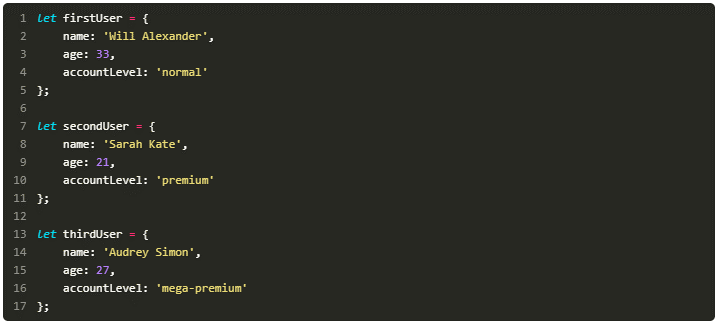 1 let firstUser = {
2     name: 'Will Alexander',
3     age: 33,
4     accountLevel: 'normal'
5 };
6
7 let secondUser = {
8     name: 'Sarah Kate',
9     age: 21,
10     accountLevel: 'premium'
11 };
12
13 let thirdUser = {
14     name: 'Audrey Simon',
15     age: 27,
16     accountLevel: 'mega-premium'
17 };